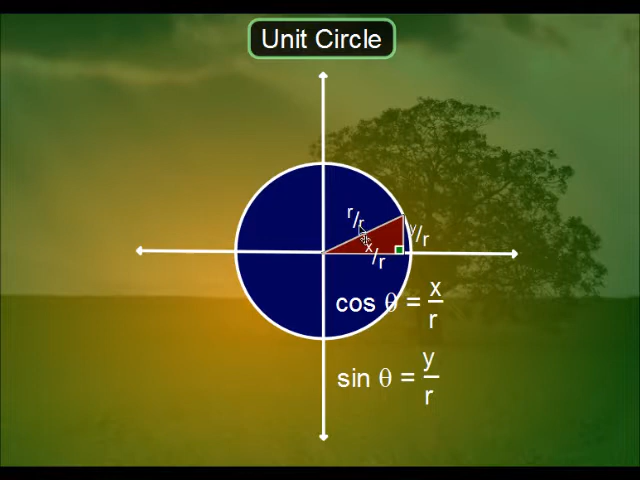 Unit Circle
r/r
y/r
x/r
cos θ = x/r
sin θ = y/r